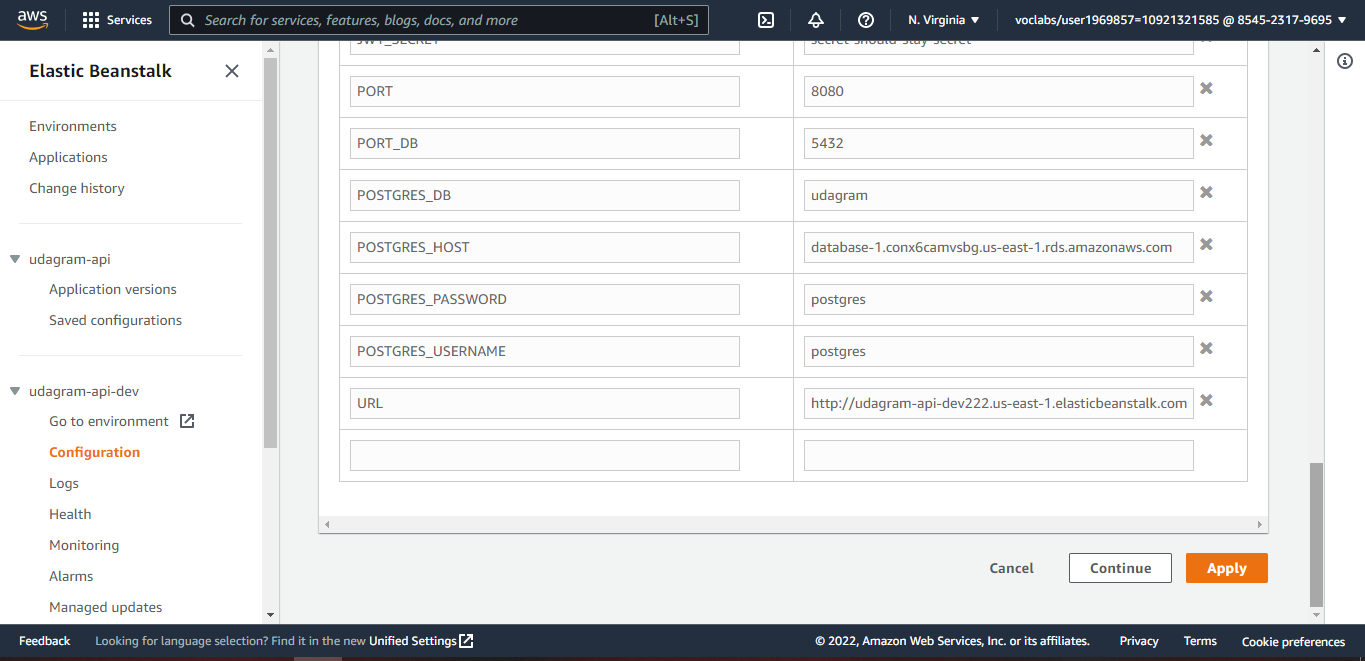 aws Services Search for services, features, blogs, docs, and more [Alt+S] N. Virginia voclabs/user1969857=10921321585 @ 8545-2317-9695
Elastic Beanstalk
Environments
Applications
Change history
udagram-api
Application versions
Saved configurations
udagram-api-dev
Go to environment
Configuration
Logs
Health
Monitoring
Alarms
Managed updates
JWT_SECRET secret-should-stay-secret
PORT 8080
PORT_DB 5432
POSTGRES_DB udagram
POSTGRES_HOST database-1.conx6camvsbg.us-east-1.rds.amazonaws.com
POSTGRES_PASSWORD postgres
POSTGRES_USERNAME postgres
URL http://udagram-api-dev222.us-east-1.elasticbeanstalk.com
Cancel Continue Apply
Feedback Looking for language selection? Find it in the new Unified Settings © 2022, Amazon Web Services, Inc. or its affiliates. Privacy Terms Cookie preferences